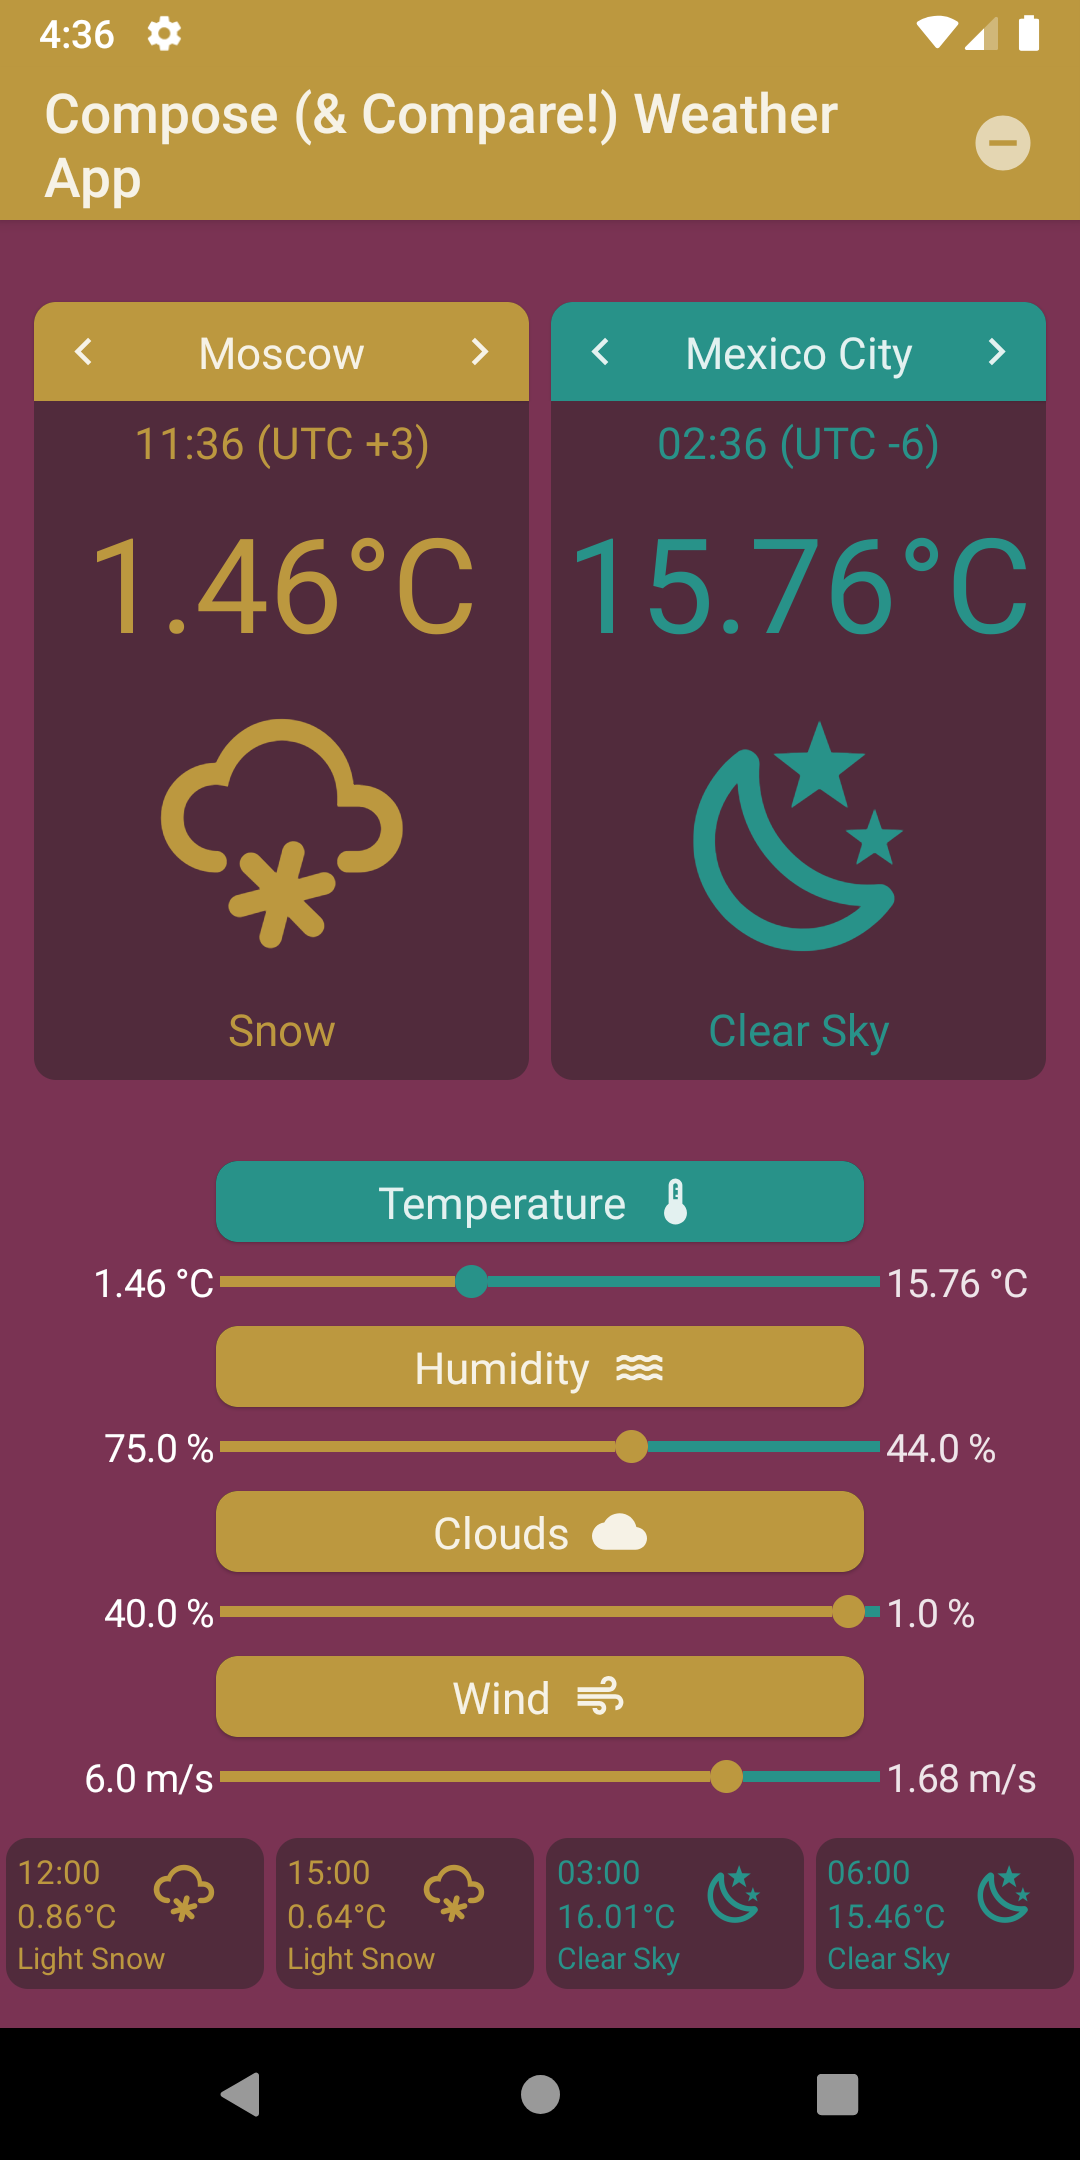 4:36
Compose (& Compare!) Weather
App
Moscow
11:36 (UTC +3)
1.46°C
Snow
Mexico City
02:36 (UTC -6)
15.76°C
Clear Sky
Temperature
1.46 °C 15.76 °C
Humidity
75.0 % 44.0 %
Clouds
40.0 % 1.0 %
Wind
6.0 m/s 1.68 m/s
12:00
0.86°C
Light Snow
15:00
0.64°C
Light Snow
03:00
16.01°C
Clear Sky
06:00
15.46°C
Clear Sky